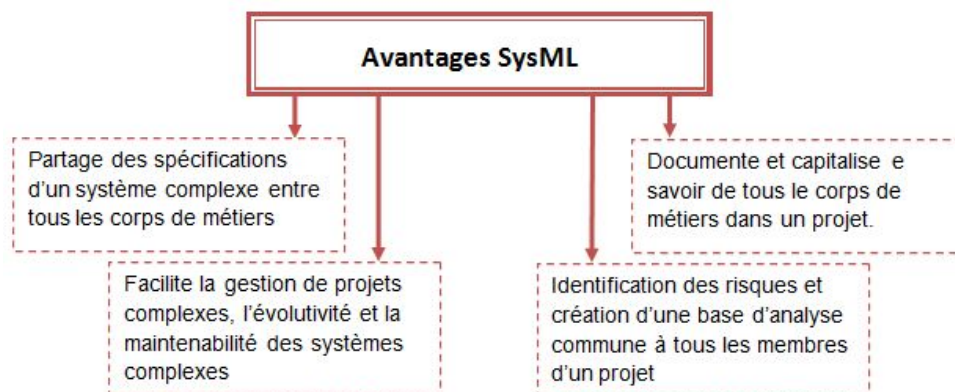 Avantages SysML
Partage des spécifications
d'un système complexe entre
tous les corps de métiers
Documente et capitalise e
savoir de tous le corps de
métiers dans un projet.
Facilite la gestion de projets
complexes, l'évolutivité et la
maintenabilité des systèmes
complexes
Identification des risques et
création d'une base d'analyse
commune à tous les membres
d'un projet